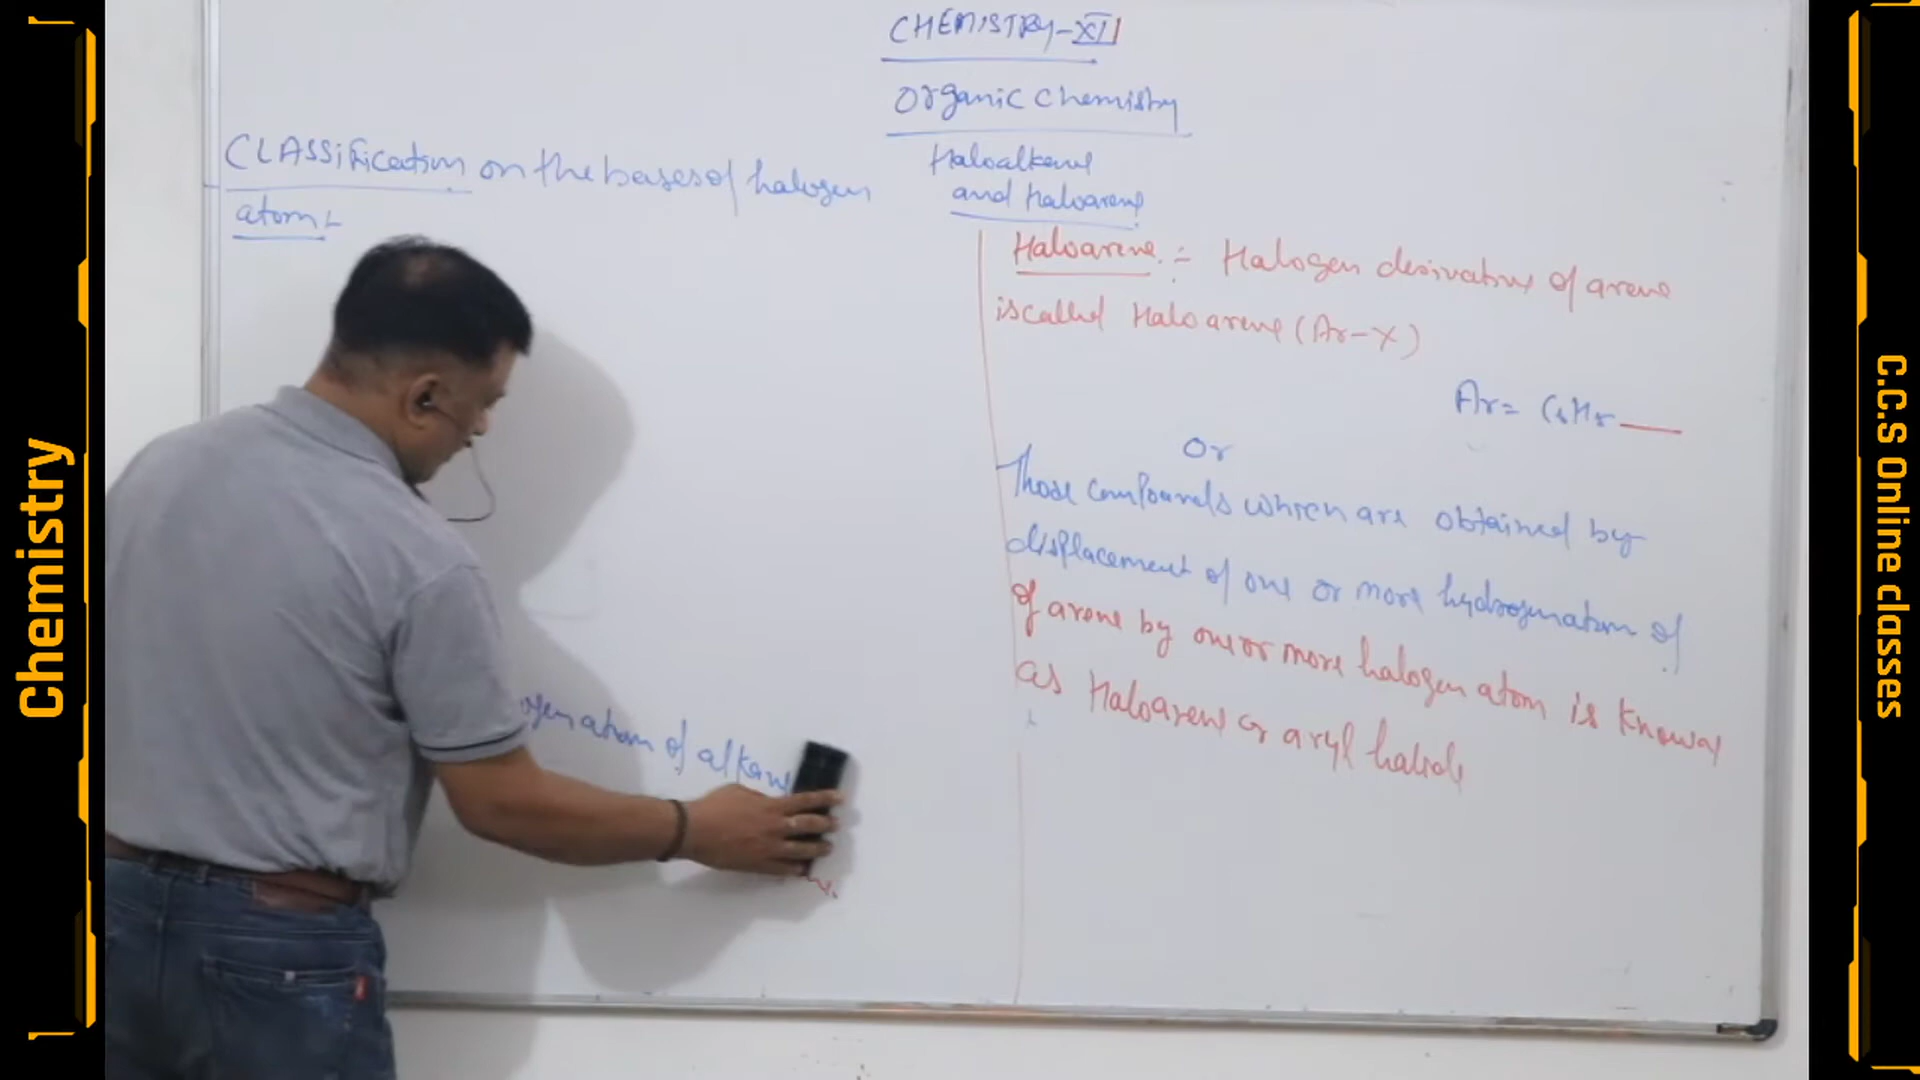 CHEMISTRY-XII
Organic Chemistry
Haloalkene
and Haloarene
CLASSification on the bases of halogen
atom:-
ogen atom of alkane
Haloarene :- Halogen derivative of arene
is called Haloarene (Ar-X)
Ar = C6H5
Or
Those compounds which are obtained by
displacement of one or more hydrogen atom of
of arene by one or more halogen atom is known
as Haloarene or aryl halide
Chemistry
C.C.S Online classes